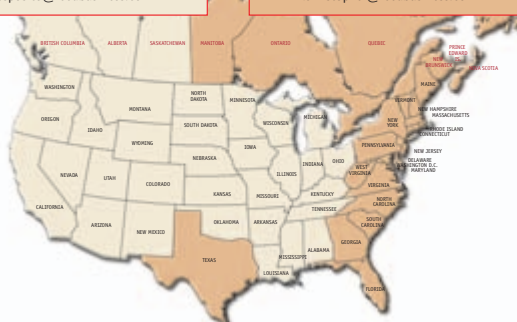 BRITISH COLUMBIA
ALBERTA
SASKATCHEWAN
MANITOBA
ONTARIO
QUEBEC
PRINCE
EDWARD
NEW
BRUNSWICK
NOVA SCOTIA
WASHINGTON
MONTANA
NORTH
DAKOTA
MINNESOTA
MAINE
VERMONT
NEW HAMPSHIRE
MASSACHUSETTS
OREGON
IDAHO
WYOMING
SOUTH DAKOTA
WISCONSIN
MICHIGAN
NEW
YORK
RHODE ISLAND
CONNECTICUT
NEBRASKA
IOWA
PENNSYLVANIA
NEW JERSEY
NEVADA
UTAH
COLORADO
KANSAS
MISSOURI
ILLINOIS
INDIANA
OHIO
WEST
VIRGINIA
DELAWARE
WASHINGTON D.C.
MARYLAND
VIRGINIA
KENTUCKY
CALIFORNIA
ARIZONA
NEW MEXICO
OKLAHOMA
ARKANSAS
TENNESSEE
NORTH
CAROLINA
SOUTH
CAROLINA
TEXAS
LOUISIANA
MISSISSIPPI
ALABAMA
GEORGIA
FLORIDA